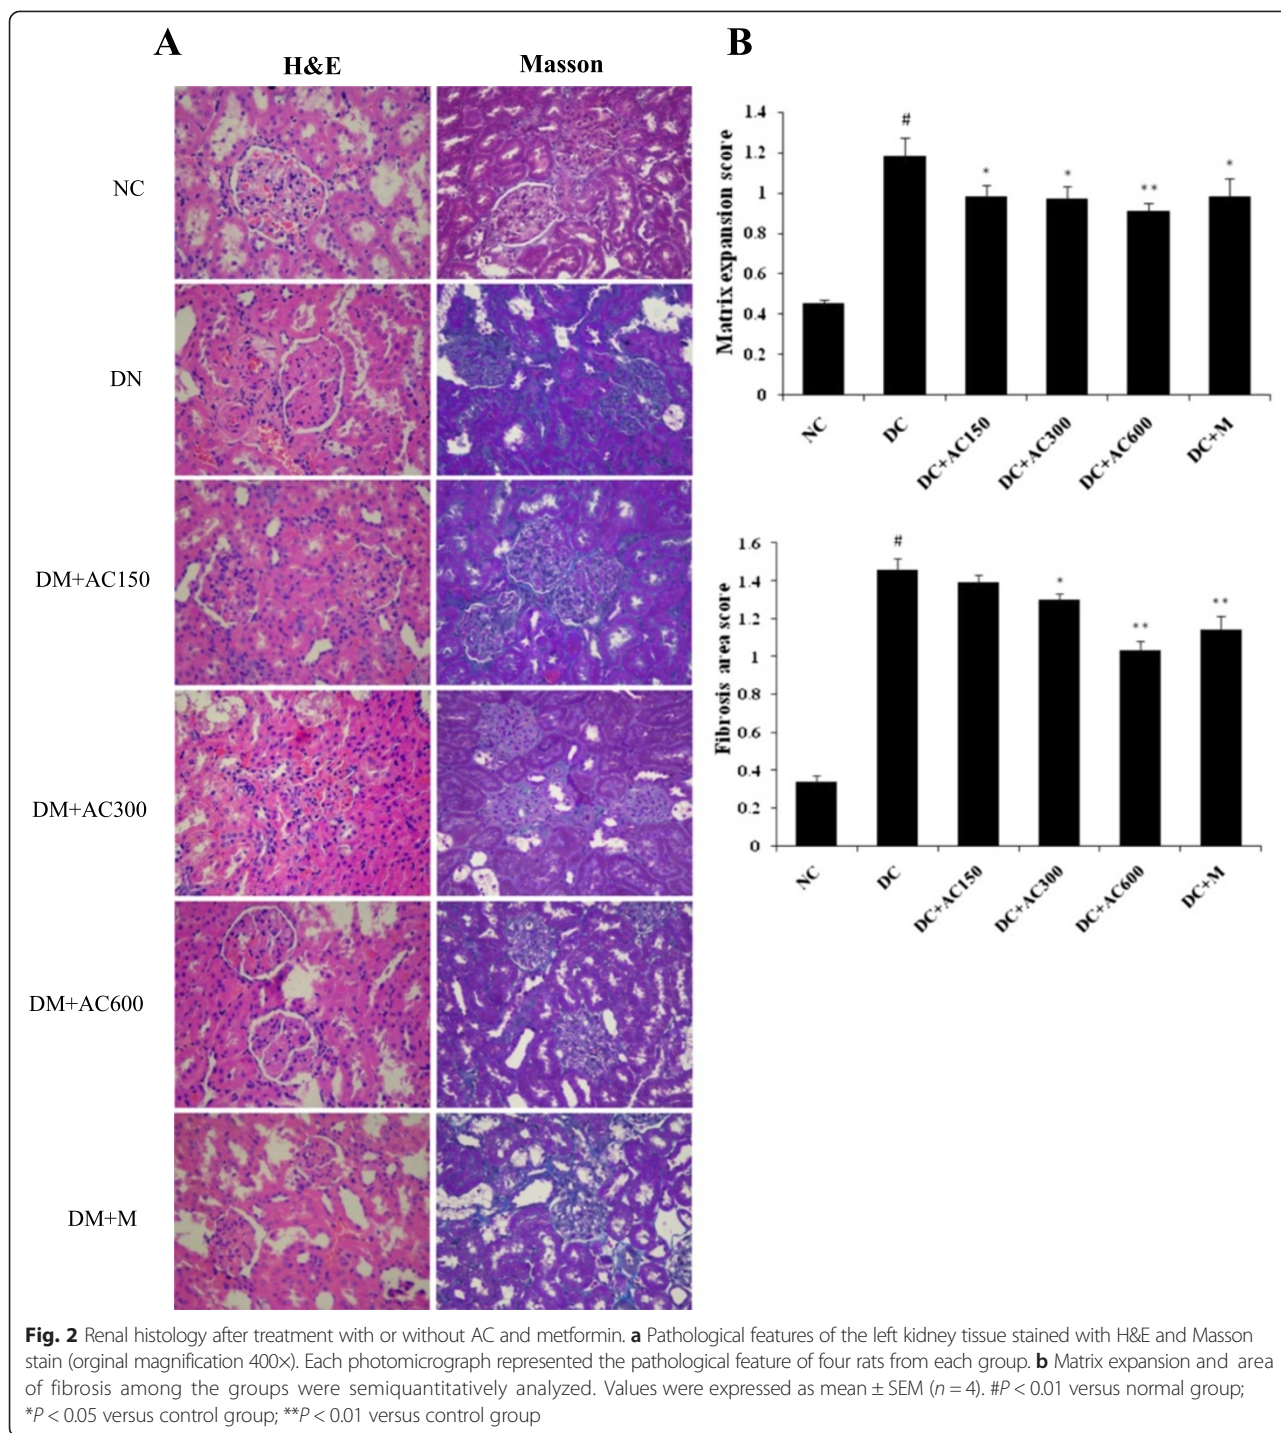 A
B
H&E
Masson
NC
DN
DM+AC150
DM+AC300
DM+AC600
DM+M
Matrix expansion score
1.4
1.2
1
0.8
0.6
0.4
0.2
0
#
*
*
**
*
NC
DC
DC+AC150
DC+AC300
DC+AC600
DC+M
Fibrosis area score
1.6
1.4
1.2
1
0.8
0.6
0.4
0.2
0
#
*
**
**
NC
DC
DC+AC150
DC+AC300
DC+AC600
DC+M
Fig. 2 Renal histology after treatment with or without AC and metformin. a Pathological features of the left kidney tissue stained with H&E and Masson
stain (orginal magnification 400×). Each photomicrograph represented the pathological feature of four rats from each group. b Matrix expansion and area
of fibrosis among the groups were semiquantitatively analyzed. Values were expressed as mean ± SEM (n = 4). #P < 0.01 versus normal group;
*P < 0.05 versus control group; **P < 0.01 versus control group